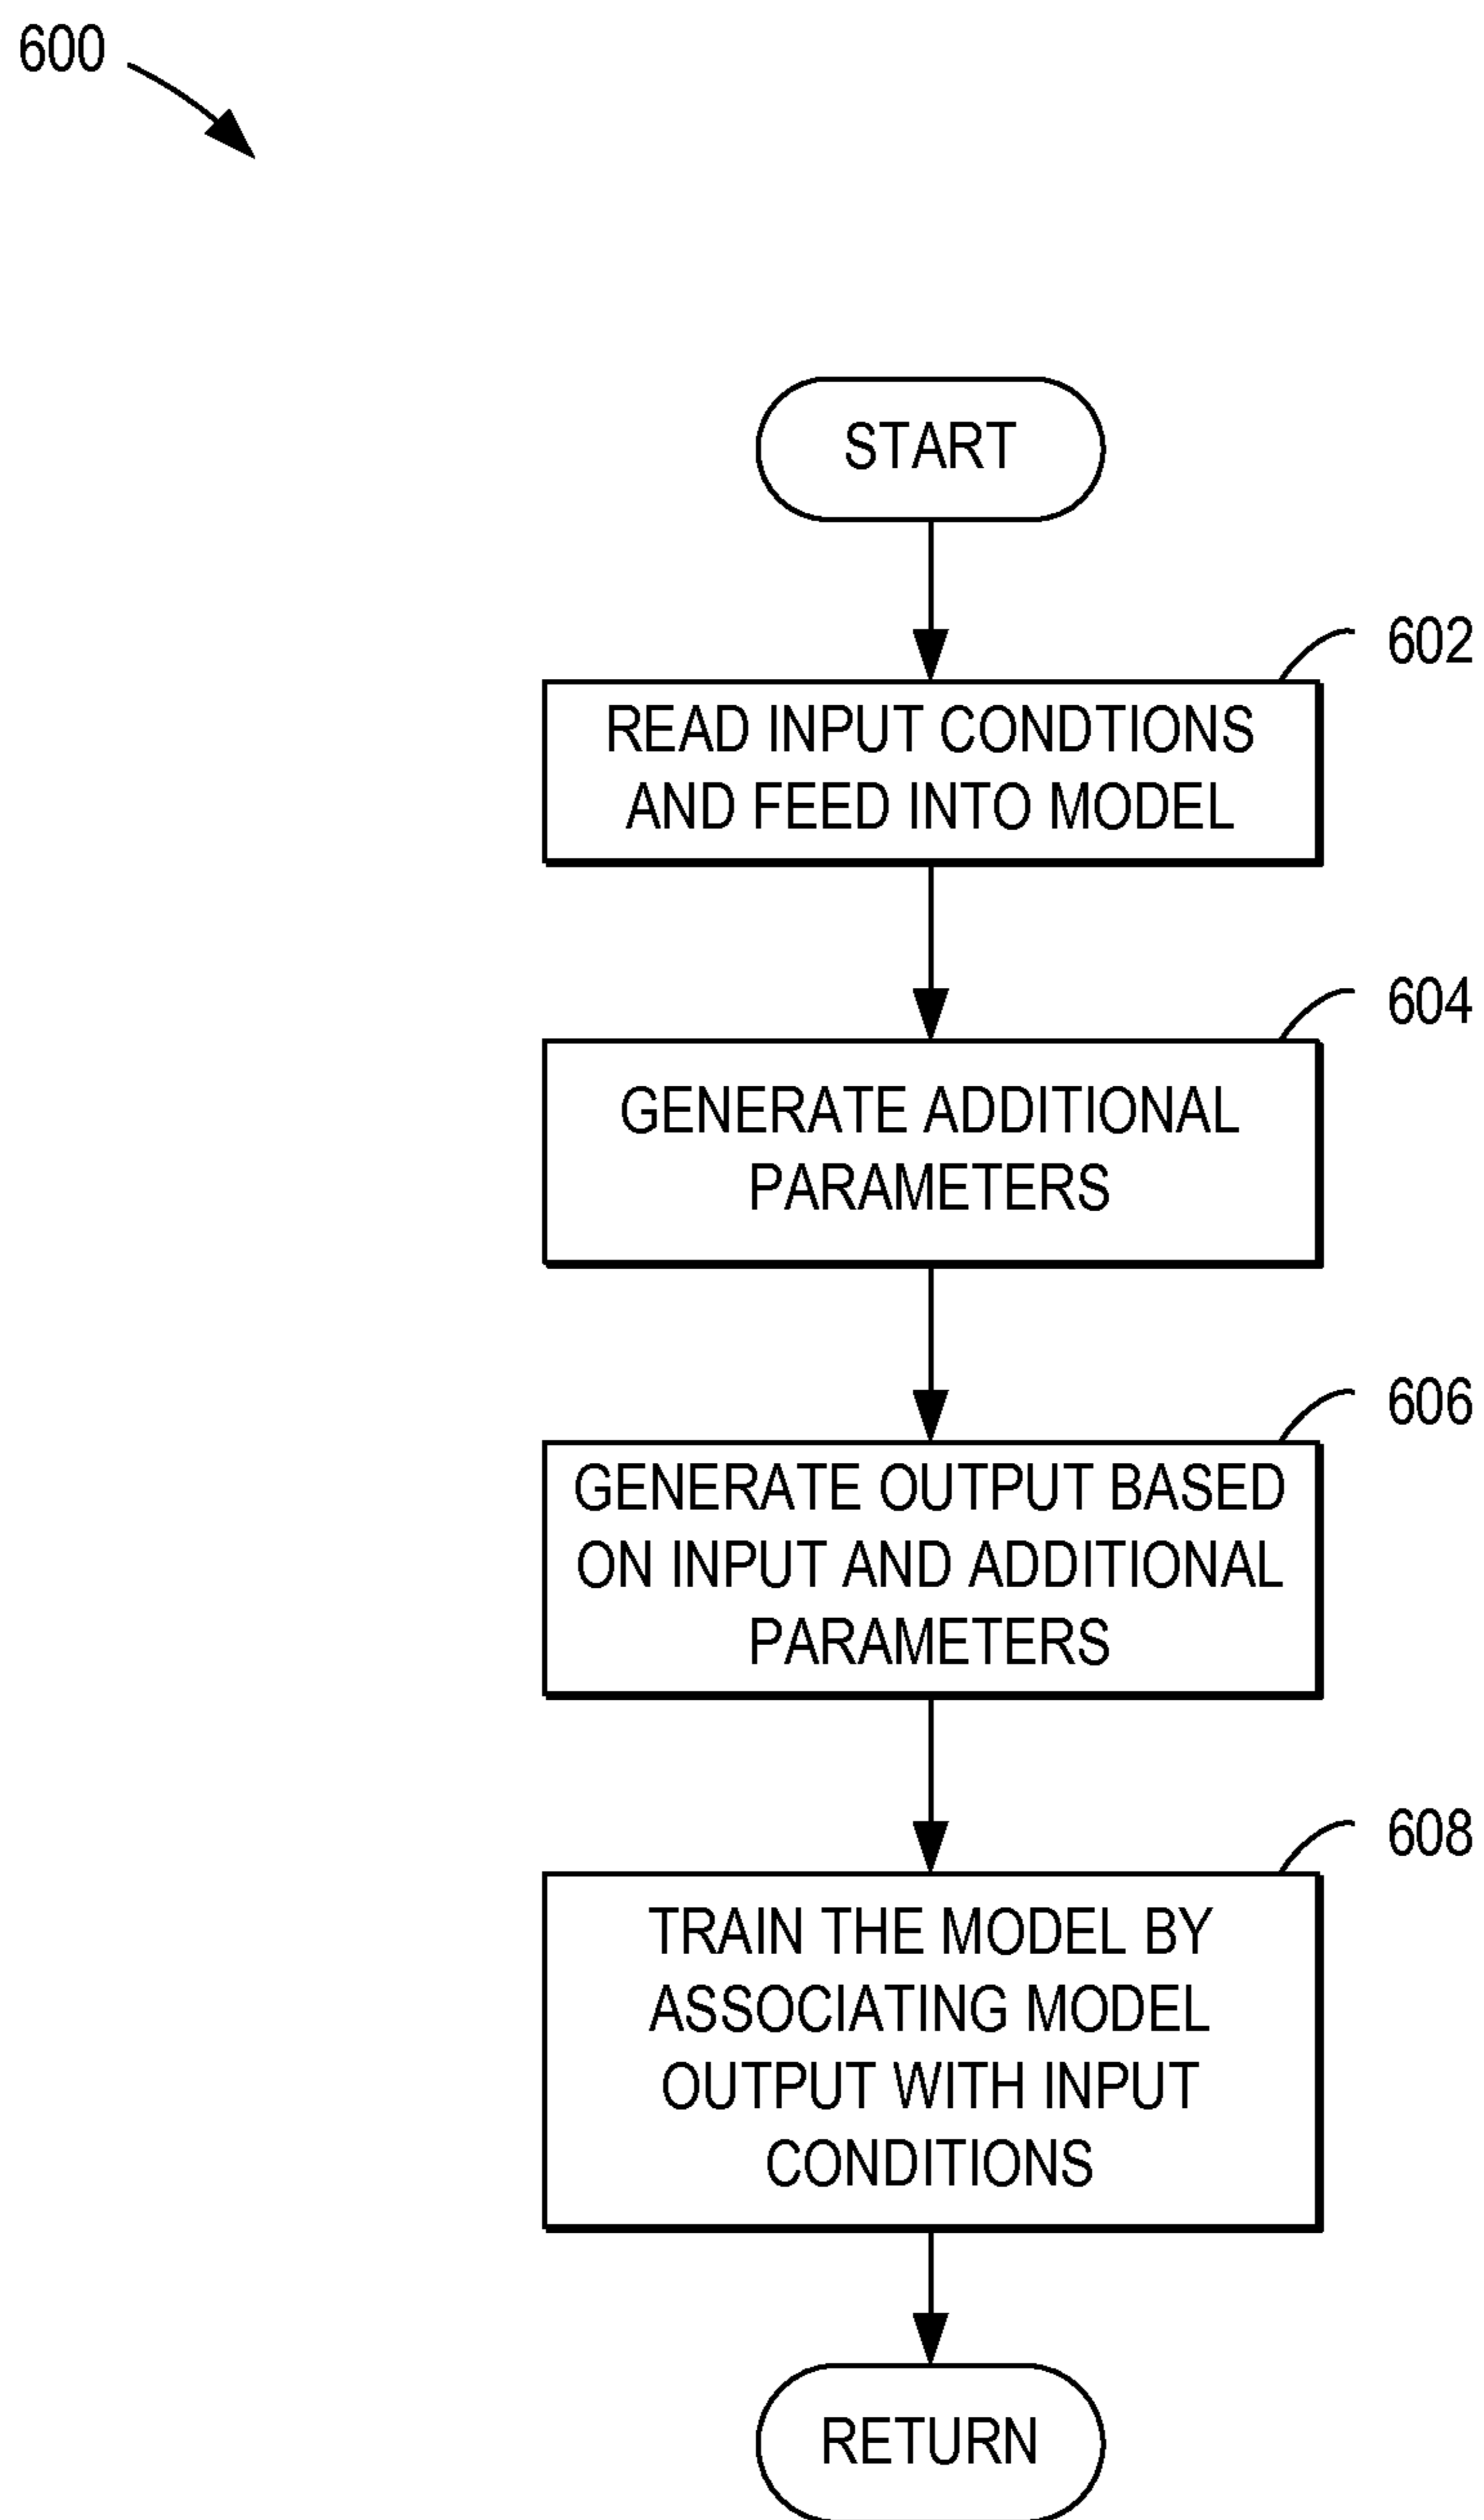 600
START
602
READ INPUT CONDTIONS
AND FEED INTO MODEL
604
GENERATE ADDITIONAL
PARAMETERS
606
GENERATE OUTPUT BASED
ON INPUT AND ADDITIONAL
PARAMETERS
608
TRAIN THE MODEL BY
ASSOCIATING MODEL
OUTPUT WITH INPUT
CONDITIONS
RETURN